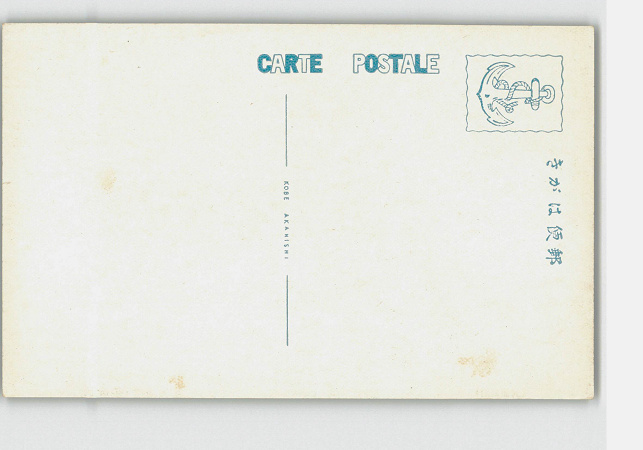 CARTE POSTALE
KOBE AKANISHI
郵便はがき